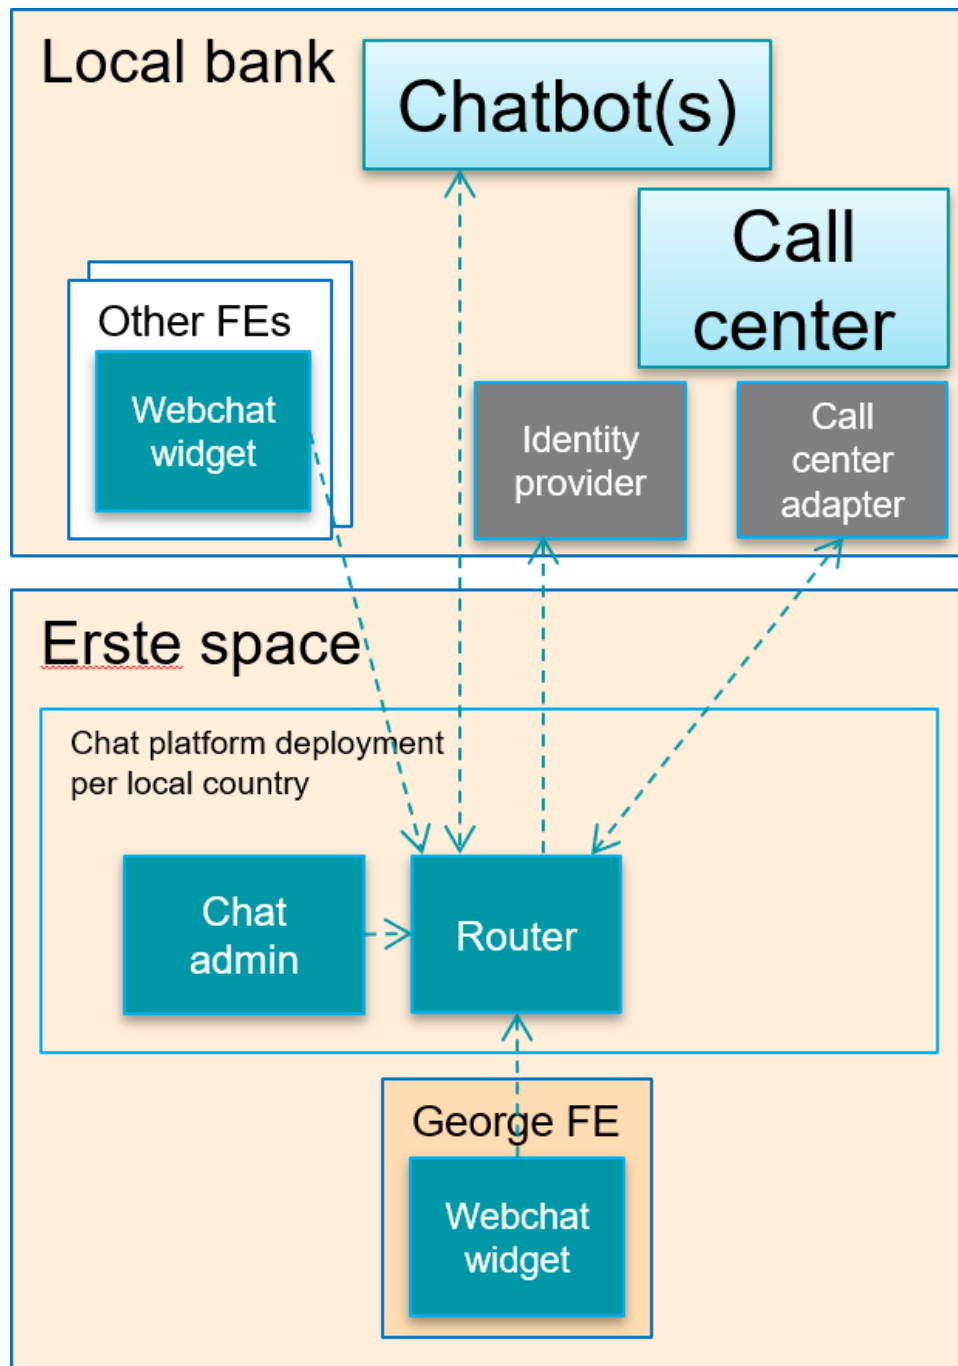 Local bank
Chatbot(s)
Call
center
Other FEs
Webchat
widget
Identity
provider
Call
center
adapter
Erste space
Chat platform deployment
per local country
Chat
admin
Router
George FE
Webchat
widget